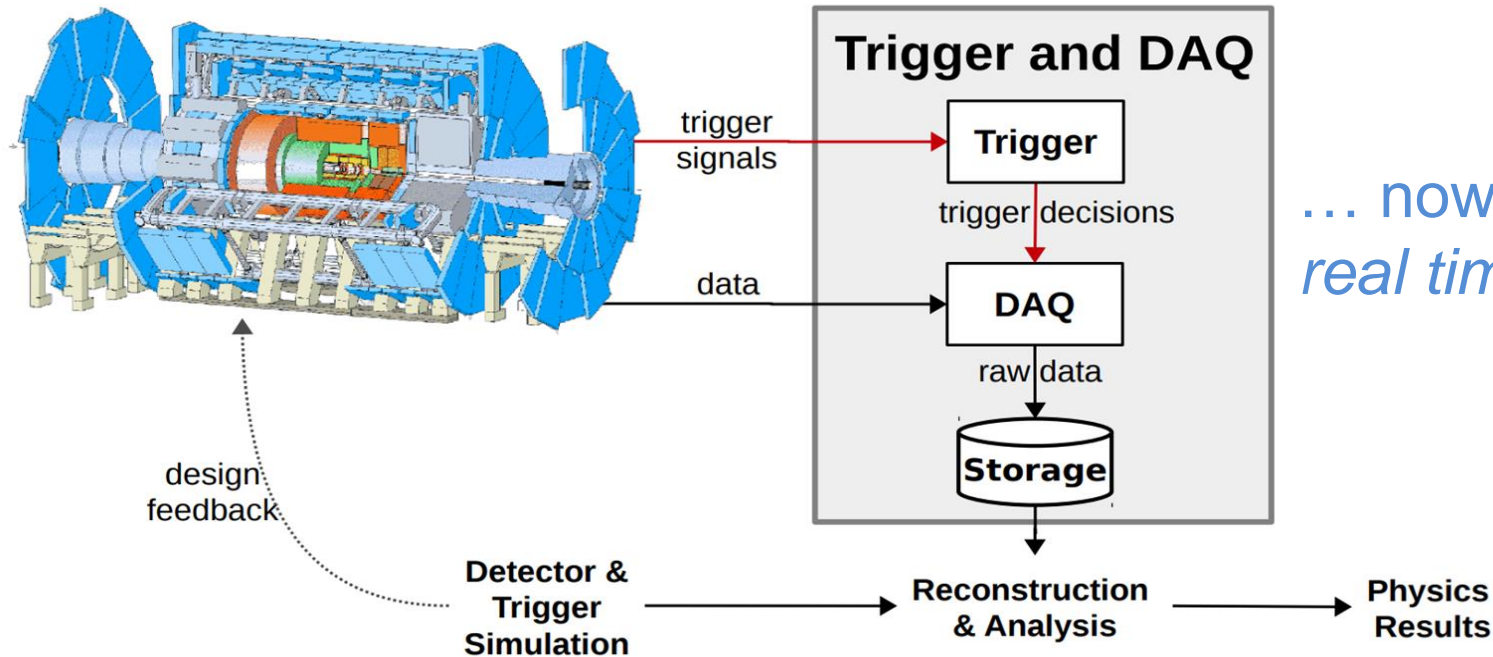 Trigger and DAQ
trigger
signals
Trigger
trigger decisions
… now
real
data
DAQ
raw data
Storage
design
feedback
Detector &
Trigger
Simulation
Reconstruction
& Analysis
Physics
Results